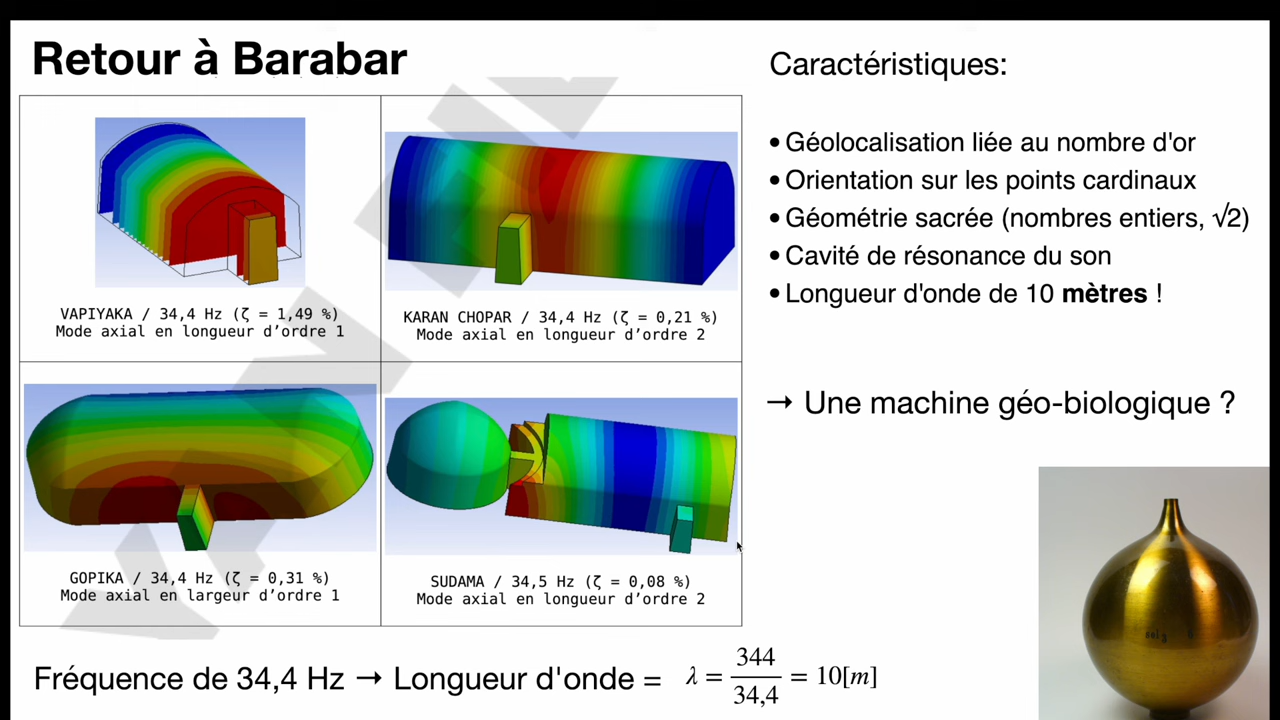 Retour à Barabar
VAPIYAKA / 34,4 Hz (ζ = 1,49 %)
Mode axial en longueur d’ordre 1
KARAN CHOPAR / 34,4 Hz (ζ = 0,21 %)
Mode axial en longueur d’ordre 2
GOPIKA / 34,4 Hz (ζ = 0,31 %)
Mode axial en largeur d’ordre 1
SUDAMA / 34,5 Hz (ζ = 0,08 %)
Mode axial en longueur d’ordre 2
Fréquence de 34,4 Hz → Longueur d'onde = λ = 344 / 34,4 = 10[m]
Caractéristiques:
• Géolocalisation liée au nombre d'or
• Orientation sur les points cardinaux
• Géométrie sacrée (nombres entiers, √2)
• Cavité de résonance du son
• Longueur d'onde de 10 mètres !
→ Une machine géo-biologique ?